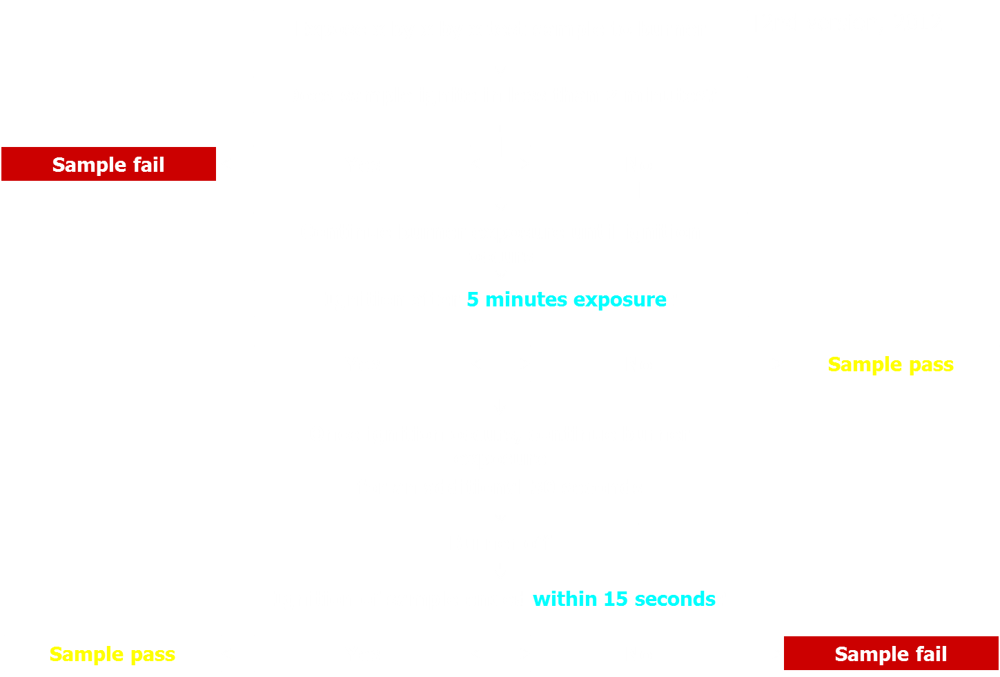 Sample fail
5 minutes exposure
Sample pass
within 15 seconds
Sample pass
Sample fail